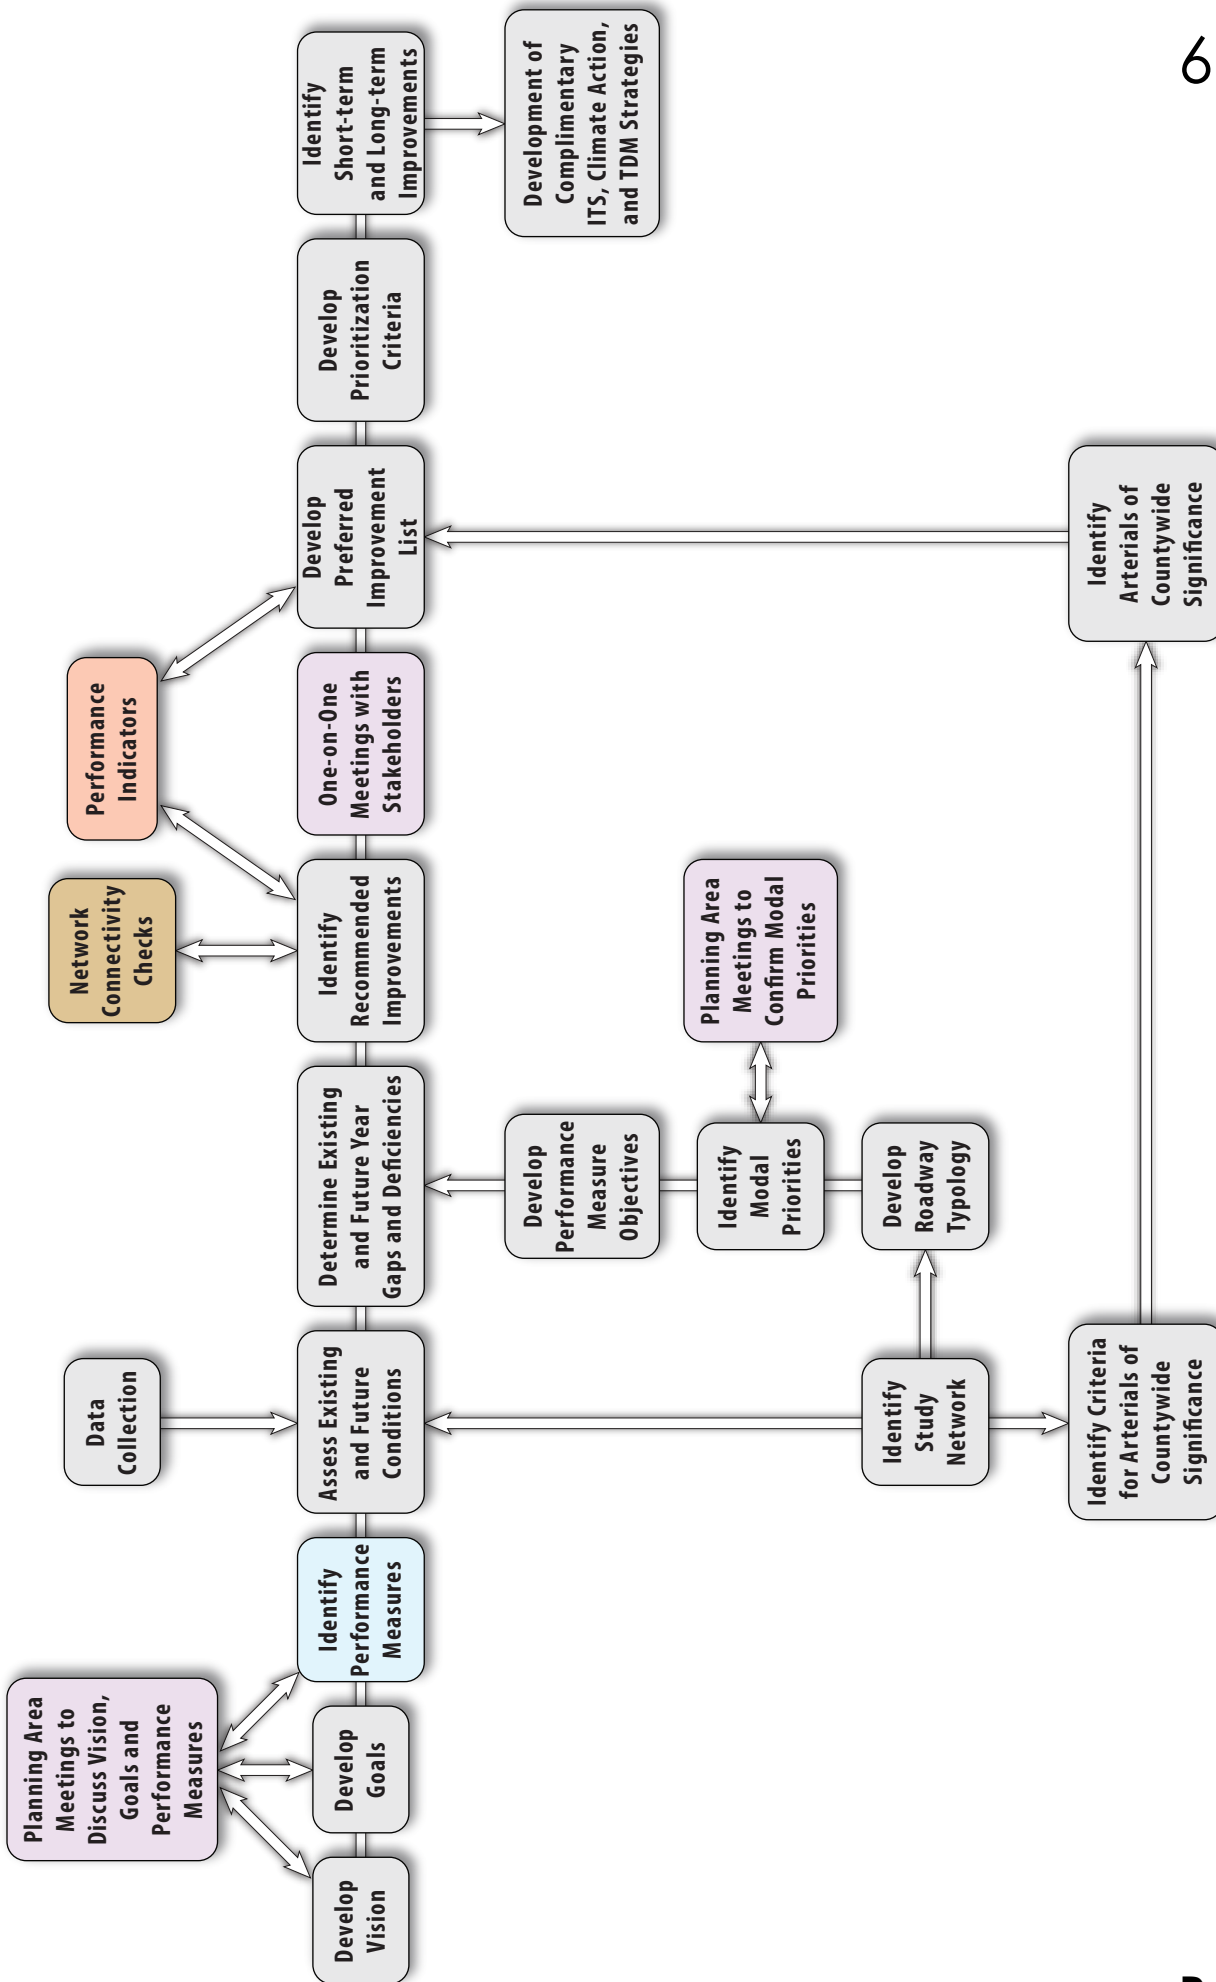 Planning Area
Meetings to
Discuss Vision,
Goals and
Performance
Measures
Data
Collection
Network
Connectivity
Checks
Performance
Indicators
Develop
Vision
Develop
Goals
Identify
Performance
Measures
Assess Existing
and Future
Conditions
Determine Existing
and Future Year
Gaps and Deficiencies
Identify
Recommended
Improvements
One-on-One
Meetings with
Stakeholders
Develop
Preferred
Improvement
List
Develop
Prioritization
Criteria
Identify
Short-term
and Long-term
Improvements
Develop
Performance
Measure
Objectives
Development of
Complimentary
ITS, Climate Action,
and TDM Strategies
Identify
Modal
Priorities
Planning Area
Meetings to
Confirm Modal
Priorities
Identify
Study
Network
Develop
Roadway
Typology
Identify Criteria
for Arterials of
Countywide
Significance
Identify
Arterials of
Countywide
Significance
6